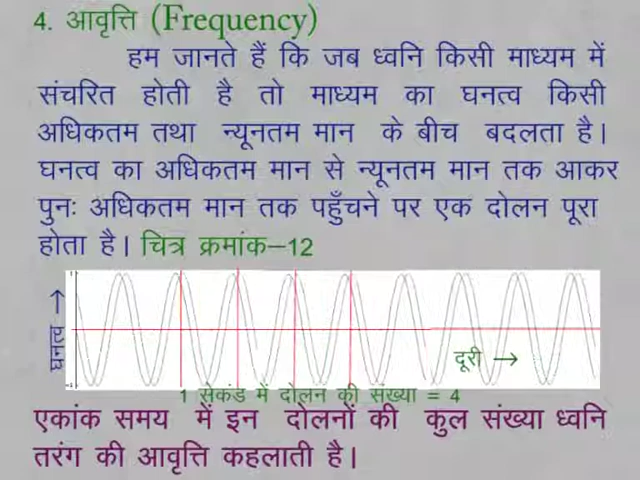 4. आवृत्ति (Frequency)
हम जानते हैं कि जब ध्वनि किसी माध्यम में
संचरित होती है तो माध्यम का घनत्व किसी
अधिकतम तथा न्यूनतम मान के बीच बदलता है।
घनत्व का अधिकतम मान से न्यूनतम मान तक आकर
पुनः अधिकतम मान तक पहुँचने पर एक दोलन पूरा
होता है। चित्र क्रमांक–12
घनत्व →
दूरी →
1 सेकंड में दोलन की संख्या = 4
एकांक समय में इन दोलनों की कुल संख्या ध्वनि
तरंग की आवृत्ति कहलाती है।